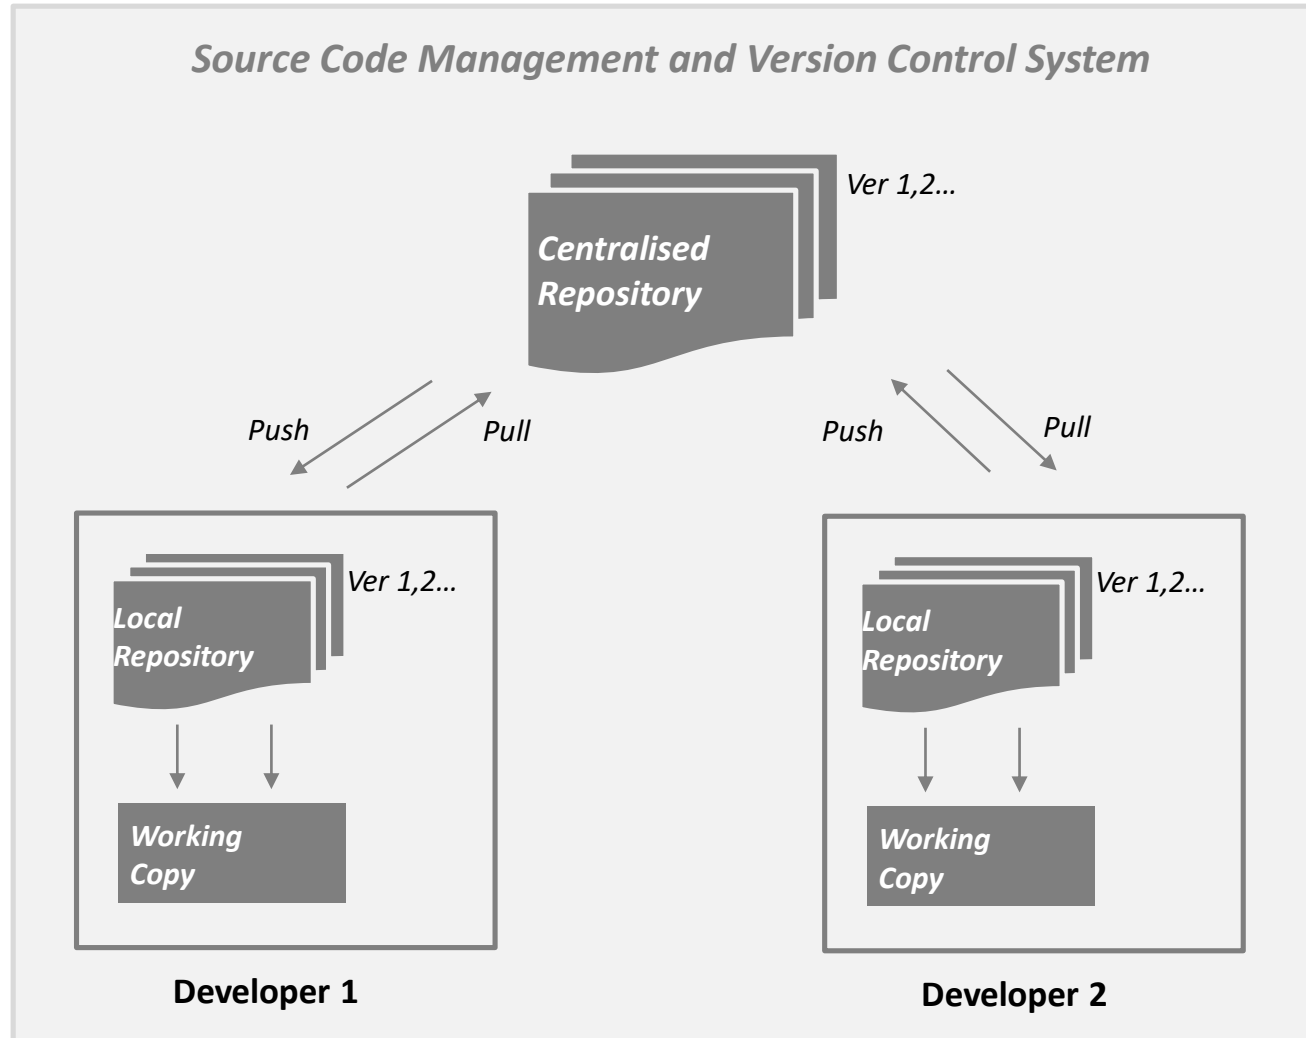 Source Code Management and Version Control System
Ver 1,2...
Centralised
Repository
Push
Pull
Push
Pull
Ver 1,2...
Local
Repository
Working
Copy
Developer 1
Ver 1,2...
Local
Repository
Working
Copy
Developer 2